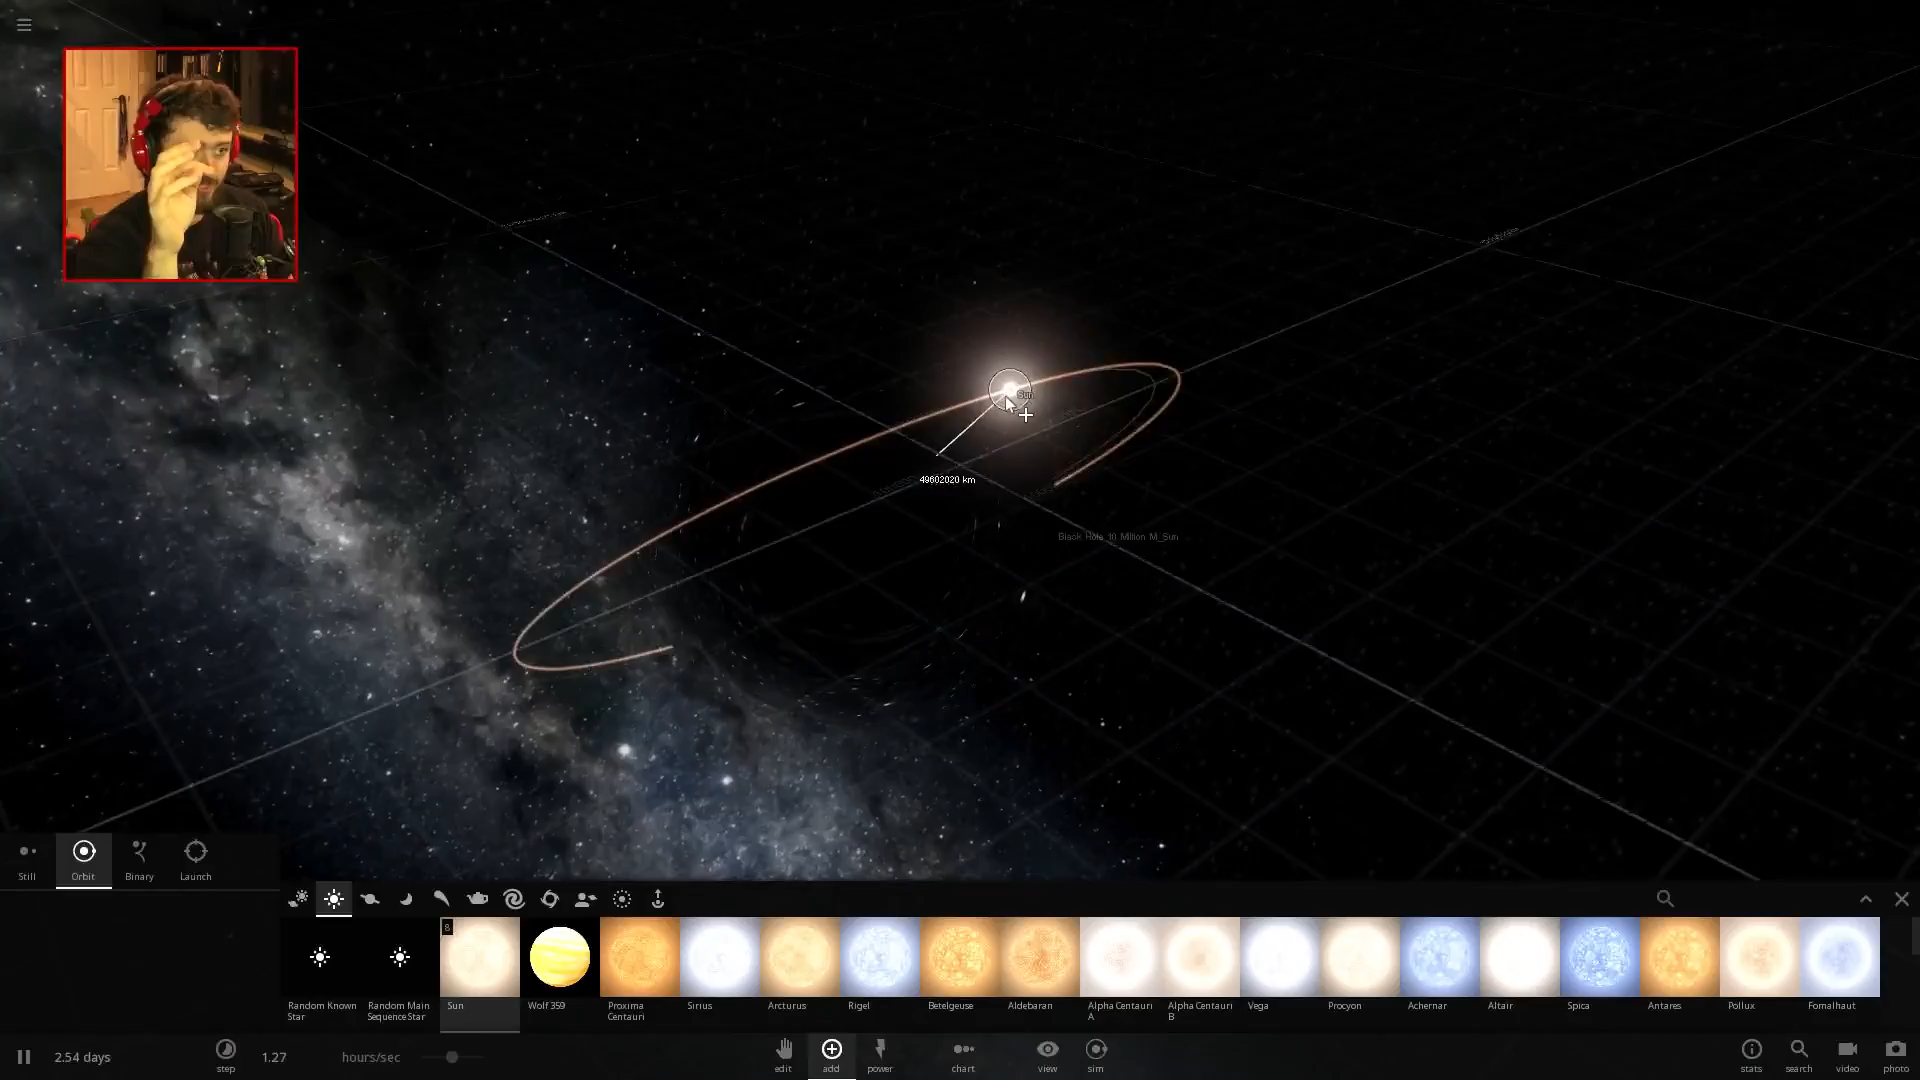 Sun
49602020 km
Black Hole 10 Million M_Sun
Still
Orbit
Binary
Launch
8
Random Known
Star
Random Main
Sequence Star
Sun
Wolf 359
Proxima
Centauri
Sirius
Arcturus
Rigel
Betelgeuse
Aldebaran
Alpha Centauri
A
Alpha Centauri
B
Vega
Procyon
Achernar
Altair
Spica
Antares
Pollux
Fomalhaut
2.54 days
step
1.27
hours/sec
edit
add
power
chart
view
sim
stats
search
video
photo